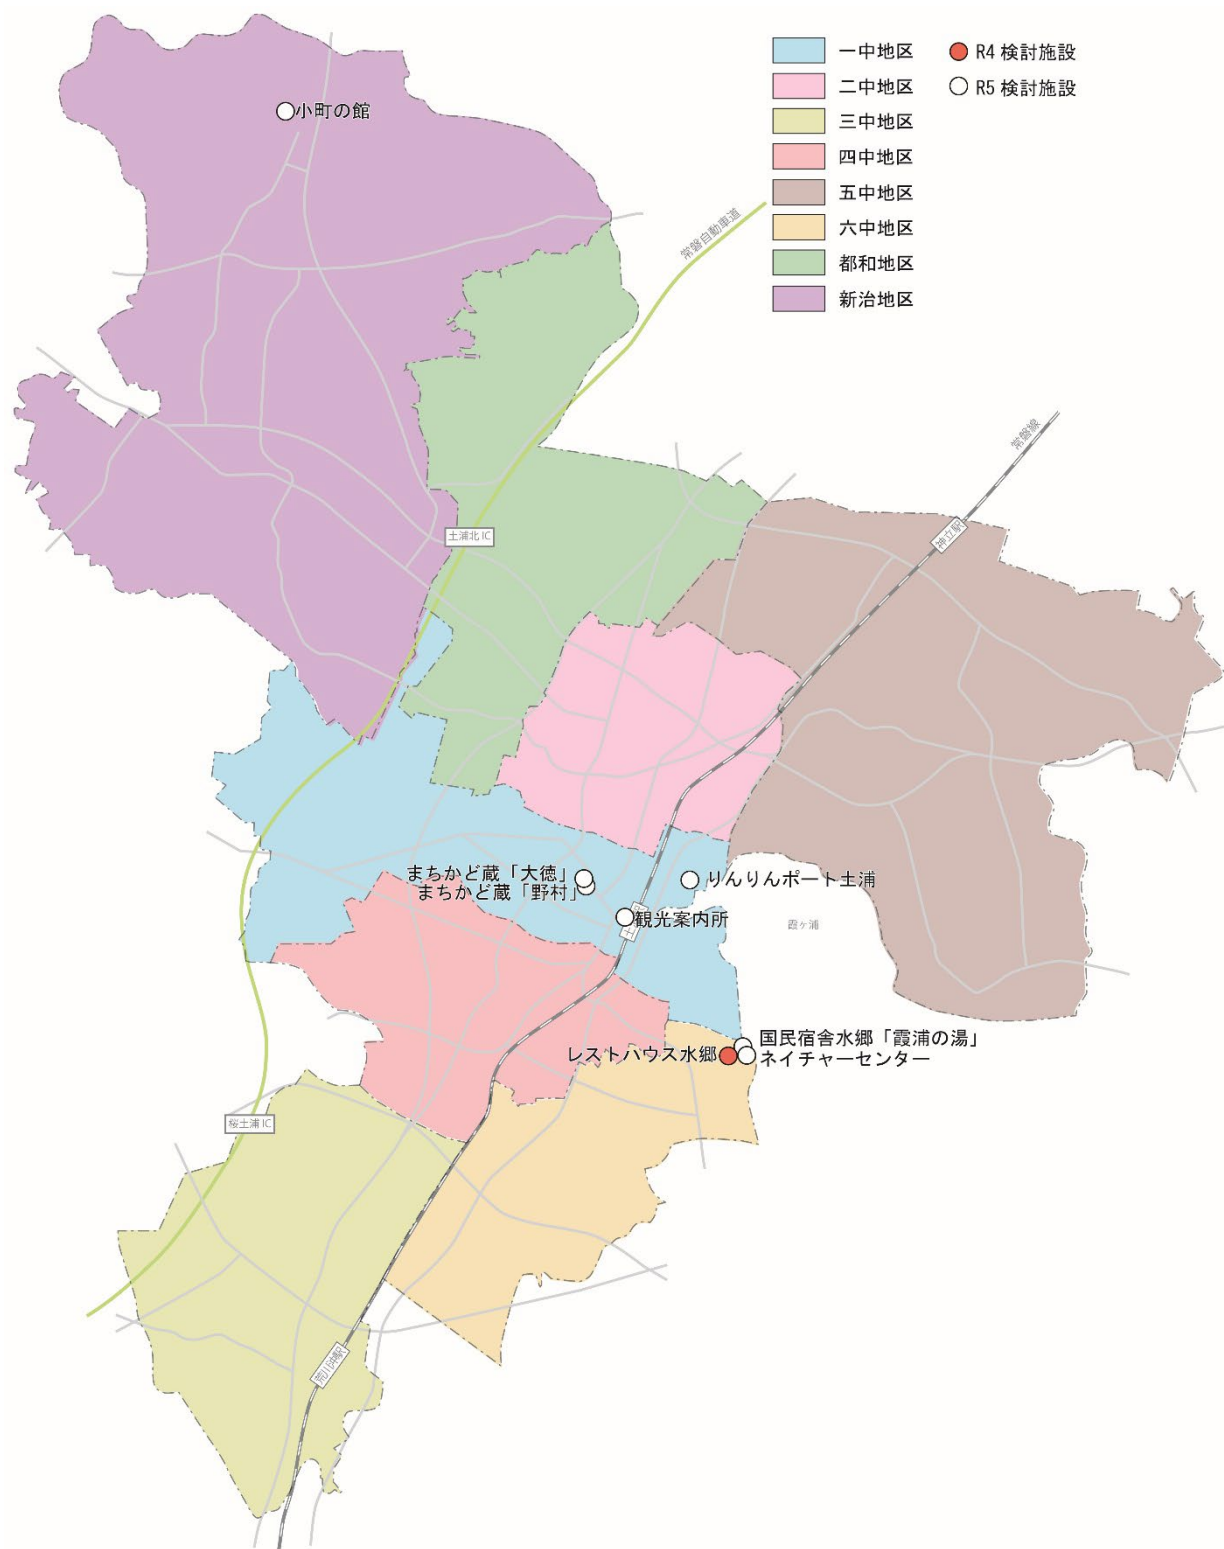 一中地区
R4 検討施設
二中地区
R5 検討施設
三中地区
四中地区
五中地区
六中地区
都和地区
新治地区
小町の館
常磐自動車道
常磐線
神立駅
土浦北 IC
まちかど蔵「大徳」
まちかど蔵「野村」
りんりんポート土浦
観光案内所
霞ヶ浦
国民宿舎水郷「霞浦の湯」
レストハウス水郷
ネイチャーセンター
桜土浦 IC
荒川沖駅